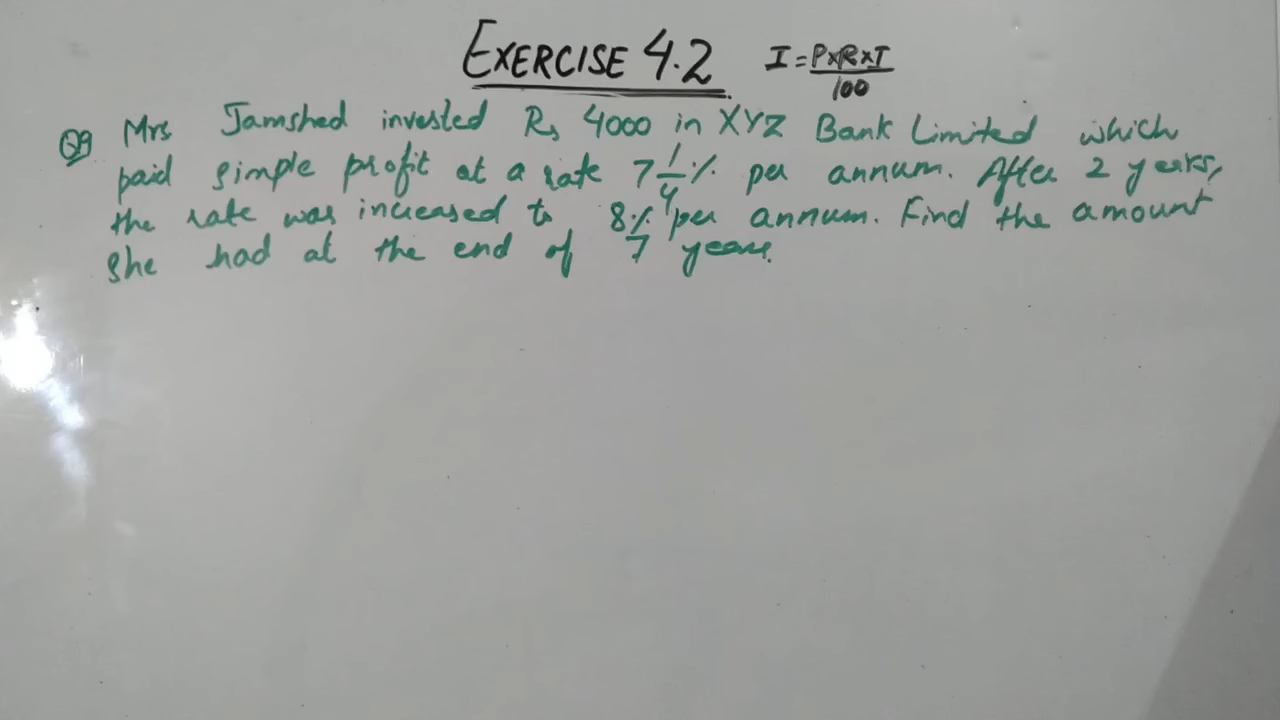 EXERCISE 4.2 I = P×R×T / 100
Q9 Mrs Jamshed invested Rs 4000 in XYZ Bank Limited which
paid simple profit at a rate 7 1/4 % per annum. After 2 years,
the rate was increased to 8% per annum. Find the amount
she had at the end of 7 years.